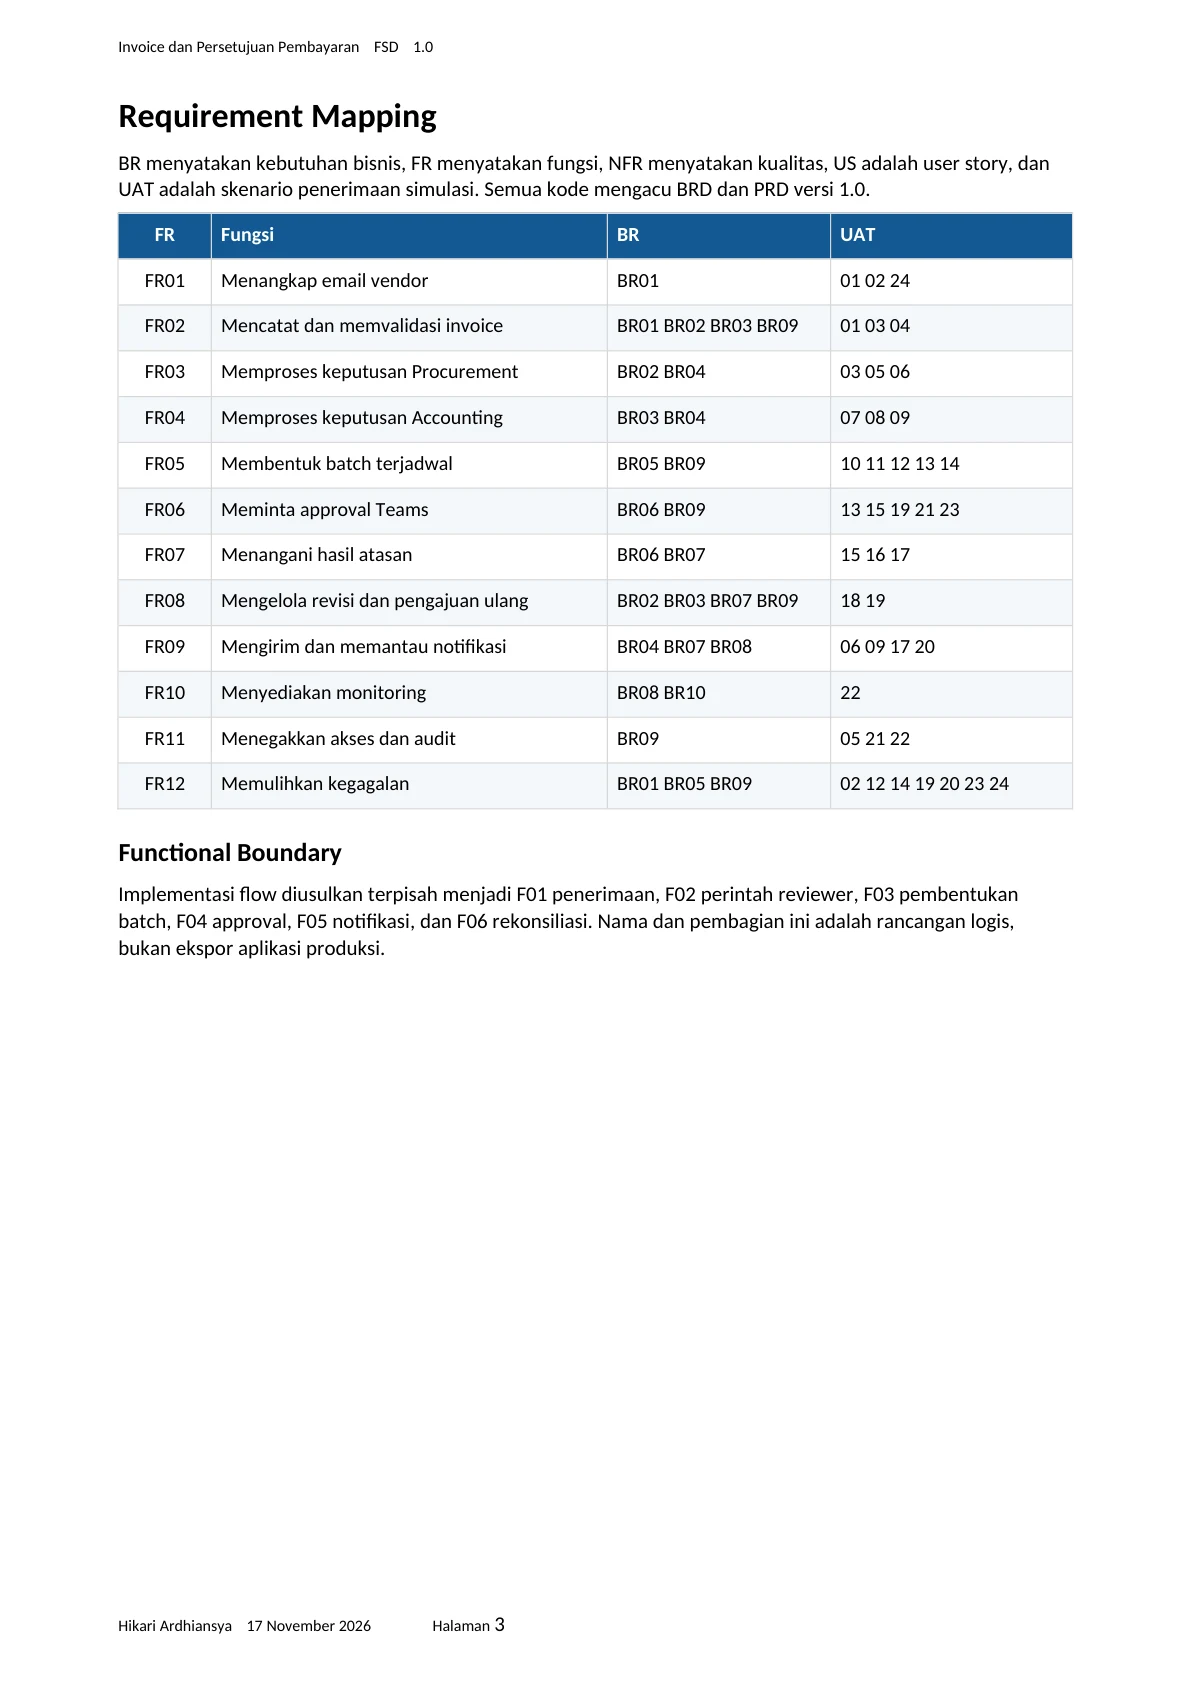 Invoice dan Persetujuan Pembayaran FSD 1.0
Requirement Mapping
BR menyatakan kebutuhan bisnis, FR menyatakan fungsi, NFR menyatakan kualitas, US adalah user story, dan
UAT adalah skenario penerimaan simulasi. Semua kode mengacu BRD dan PRD versi 1.0.
FR Fungsi BR UAT
FR01 Menangkap email vendor BR01 01 02 24
FR02 Mencatat dan memvalidasi invoice BR01 BR02 BR03 BR09 01 03 04
FR03 Memproses keputusan Procurement BR02 BR04 03 05 06
FR04 Memproses keputusan Accounting BR03 BR04 07 08 09
FR05 Membentuk batch terjadwal BR05 BR09 10 11 12 13 14
FR06 Meminta approval Teams BR06 BR09 13 15 19 21 23
FR07 Menangani hasil atasan BR06 BR07 15 16 17
FR08 Mengelola revisi dan pengajuan ulang BR02 BR03 BR07 BR09 18 19
FR09 Mengirim dan memantau notifikasi BR04 BR07 BR08 06 09 17 20
FR10 Menyediakan monitoring BR08 BR10 22
FR11 Menegakkan akses dan audit BR09 05 21 22
FR12 Memulihkan kegagalan BR01 BR05 BR09 02 12 14 19 20 23 24
Functional Boundary
Implementasi flow diusulkan terpisah menjadi F01 penerimaan, F02 perintah reviewer, F03 pembentukan
batch, F04 approval, F05 notifikasi, dan F06 rekonsiliasi. Nama dan pembagian ini adalah rancangan logis,
bukan ekspor aplikasi produksi.
Hikari Ardhiansya 17 November 2026 Halaman 3